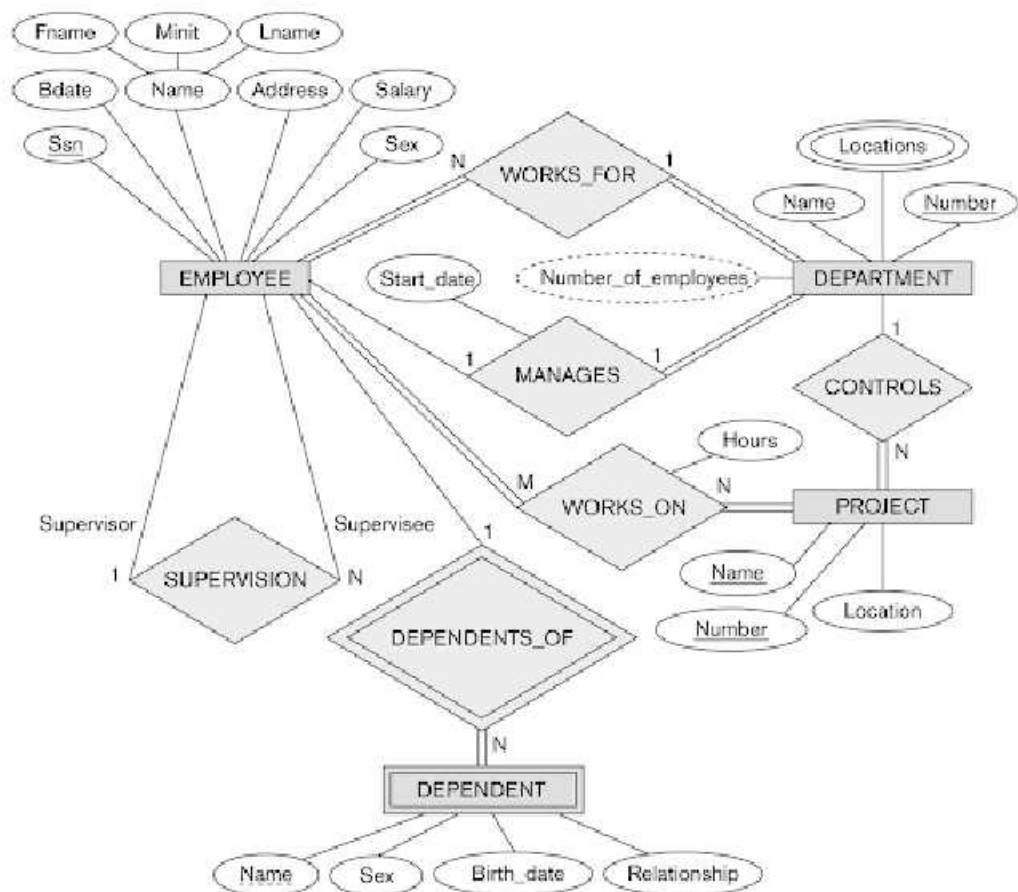 Fname Minit Lname
Bdate Name Address Salary
Ssn Sex
N WORKS_FOR 1
Locations
Name Number
EMPLOYEE
Start_date
Number_of_employees
DEPARTMENT
1 MANAGES 1
1
CONTROLS
N
Hours
M WORKS_ON N
PROJECT
Supervisor Supervisee
1 SUPERVISION N
1
Name
Number
Location
DEPENDENTS_OF
N
DEPENDENT
Name Sex Birth_date Relationship